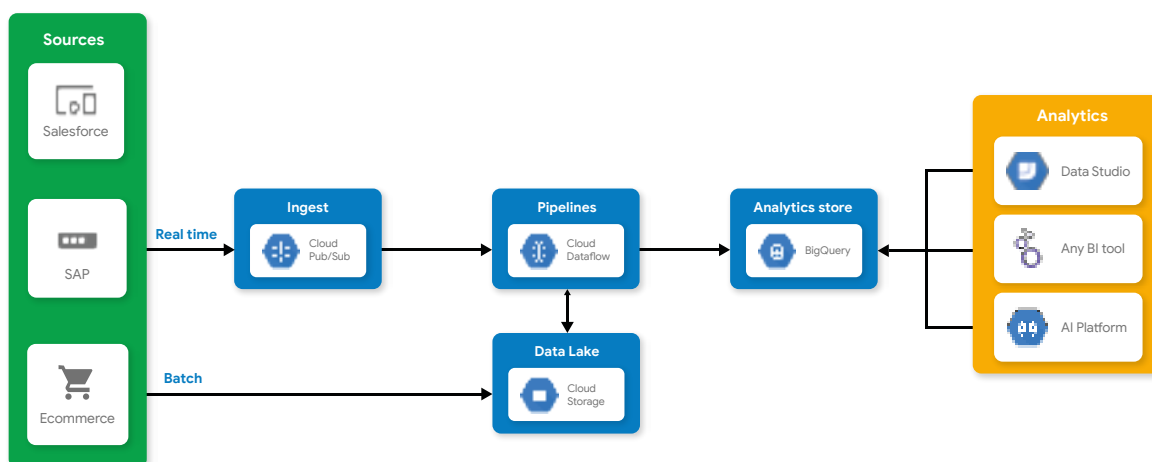 Sources
Salesforce
SAP
Ecommerce
Real time
Batch
Ingest
Cloud
Pub/Sub
Pipelines
Cloud
Dataflow
Data Lake
Cloud
Storage
Analytics store
BigQuery
Analytics
Data Studio
Any BI tool
AI Platform